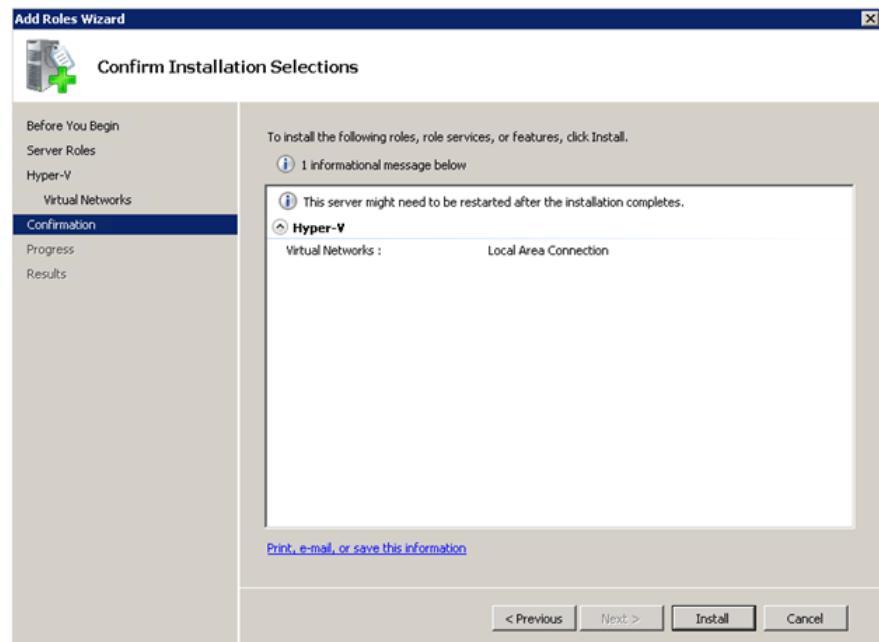 Add Roles Wizard
Confirm Installation Selections
Before You Begin
Server Roles
Hyper-V
Virtual Networks
Confirmation
Progress
Results
To install the following roles, role services, or features, click Install.
1 informational message below
This server might need to be restarted after the installation completes.
Hyper-V
Virtual Networks : Local Area Connection
Print, e-mail, or save this information
< Previous Next > Install Cancel